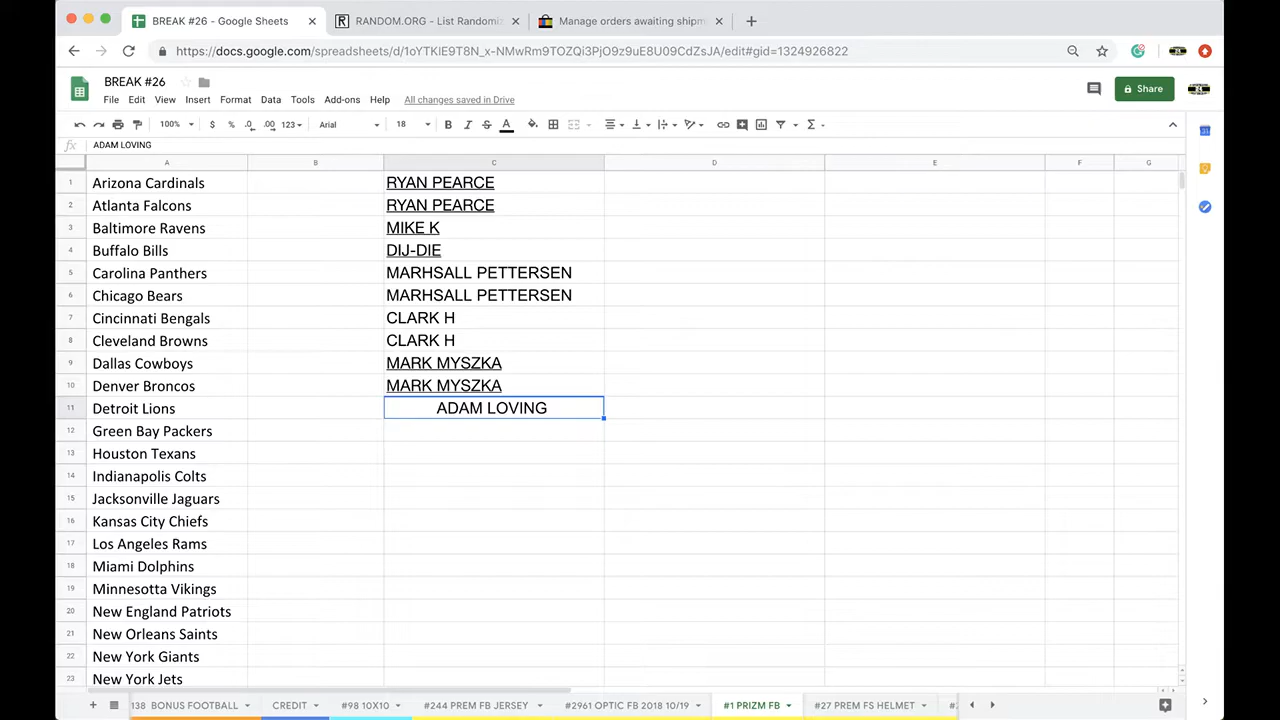 BREAK #26 - Google Sheets
RANDOM.ORG - List Randomiz
Manage orders awaiting shipm
https://docs.google.com/spreadsheets/d/1oYTKIE9T8N_x-NMwRm9TOZQi3PjO9z9uE8U09CdZsJA/edit#gid=1324926822
BREAK #26
File Edit View Insert Format Data Tools Add-ons Help All changes saved in Drive
Share
100% $ % .0 .00 123 Arial 18 B I S A
fx ADAM LOVING
A B C D E F G
1 Arizona Cardinals RYAN PEARCE
2 Atlanta Falcons RYAN PEARCE
3 Baltimore Ravens MIKE K
4 Buffalo Bills DIJ-DIE
5 Carolina Panthers MARHSALL PETTERSEN
6 Chicago Bears MARHSALL PETTERSEN
7 Cincinnati Bengals CLARK H
8 Cleveland Browns CLARK H
9 Dallas Cowboys MARK MYSZKA
10 Denver Broncos MARK MYSZKA
11 Detroit Lions ADAM LOVING
12 Green Bay Packers
13 Houston Texans
14 Indianapolis Colts
15 Jacksonville Jaguars
16 Kansas City Chiefs
17 Los Angeles Rams
18 Miami Dolphins
19 Minnesotta Vikings
20 New England Patriots
21 New Orleans Saints
22 New York Giants
23 New York Jets
138 BONUS FOOTBALL CREDIT #98 10X10 #244 PREM FB JERSEY #2961 OPTIC FB 2018 10/19 #1 PRIZM FB #27 PREM FS HELMET